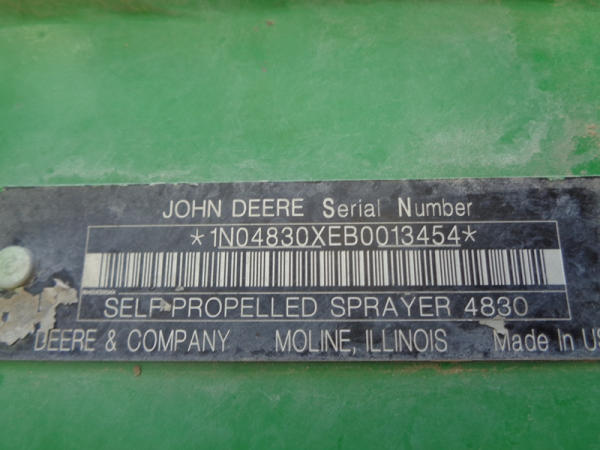 JOHN DEERE Serial Number
*1N04830XEB0013454*
SELF-PROPELLED SPRAYER 4830
DEERE & COMPANY MOLINE, ILLINOIS Made In US